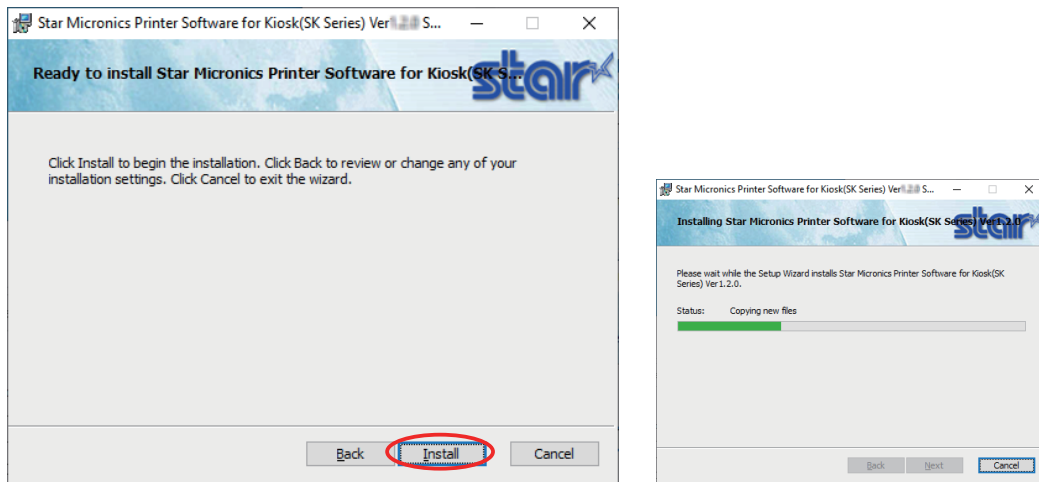 Star Micronics Printer Software for Kiosk(SK Series) Ver S...
Ready to install Star Micronics Printer Software for Kiosk(SK S...
star
Click Install to begin the installation. Click Back to review or change any of your
installation settings. Click Cancel to exit the wizard.
Back Install Cancel
Star Micronics Printer Software for Kiosk(SK Series) Ver S...
Installing Star Micronics Printer Software for Kiosk(SK Series) Ver1.2.0
star
Please wait while the Setup Wizard installs Star Micronics Printer Software for Kiosk(SK
Series) Ver1.2.0.
Status: Copying new files
Back Next Cancel